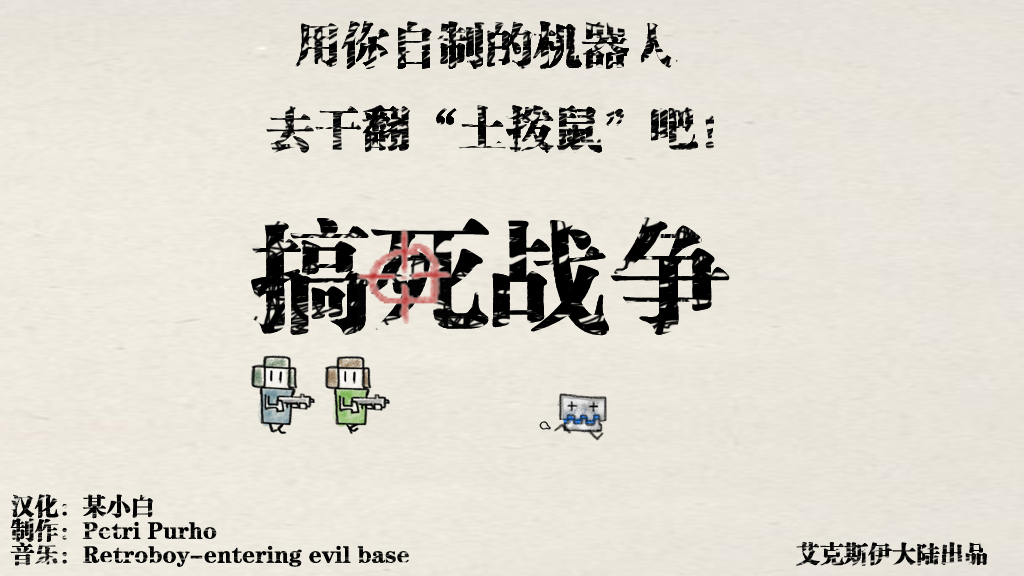 用你自制的机器人
去干翻“土拨鼠”吧！
搞死战争
汉化：某小白
制作：Petri Purho
音乐：Retroboy-entering evil base
艾克斯伊大陆出品